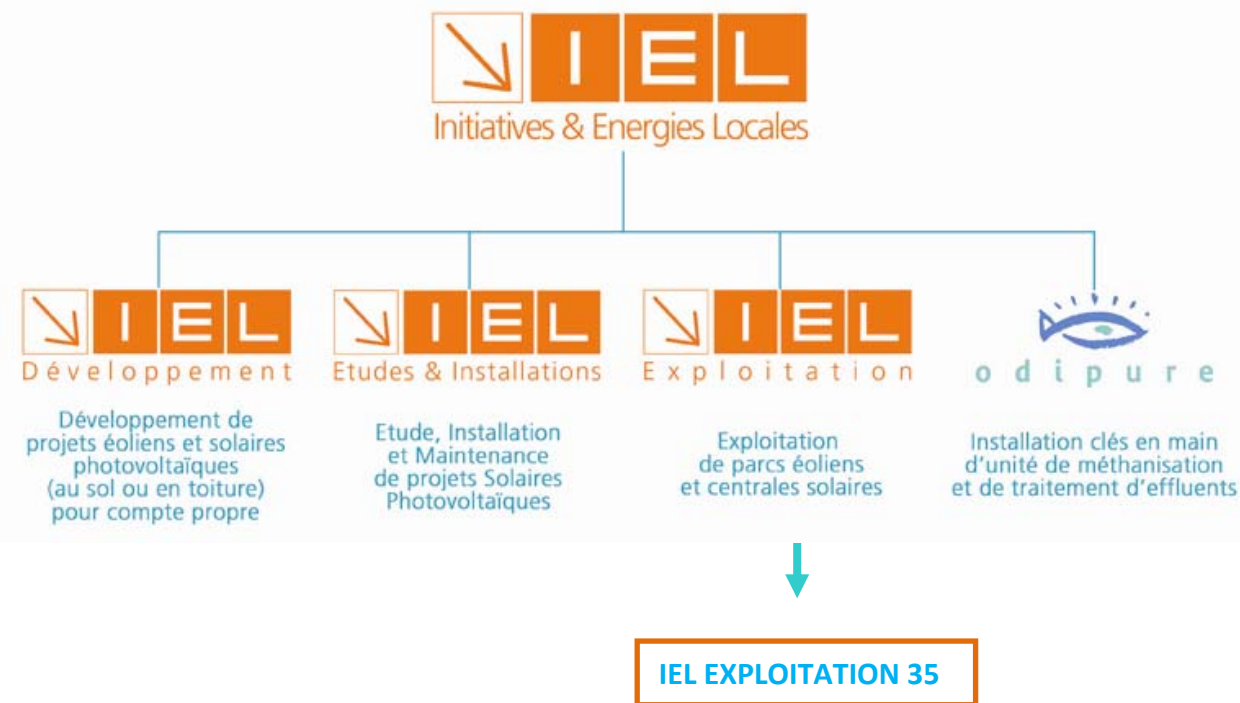 IEL
Initiatives & Energies Locales
IEL
Développement
Développement de
projets éoliens et solaires
photovoltaïques
(au sol ou en toiture)
pour compte propre
IEL
Etudes & Installations
Etude, Installation
et Maintenance
de projets Solaires
Photovoltaïques
IEL
Exploitation
Exploitation
de parcs éoliens
et centrales solaires
odipure
Installation clés en main
d'unité de méthanisation
et de traitement d'effluents
IEL EXPLOITATION 35